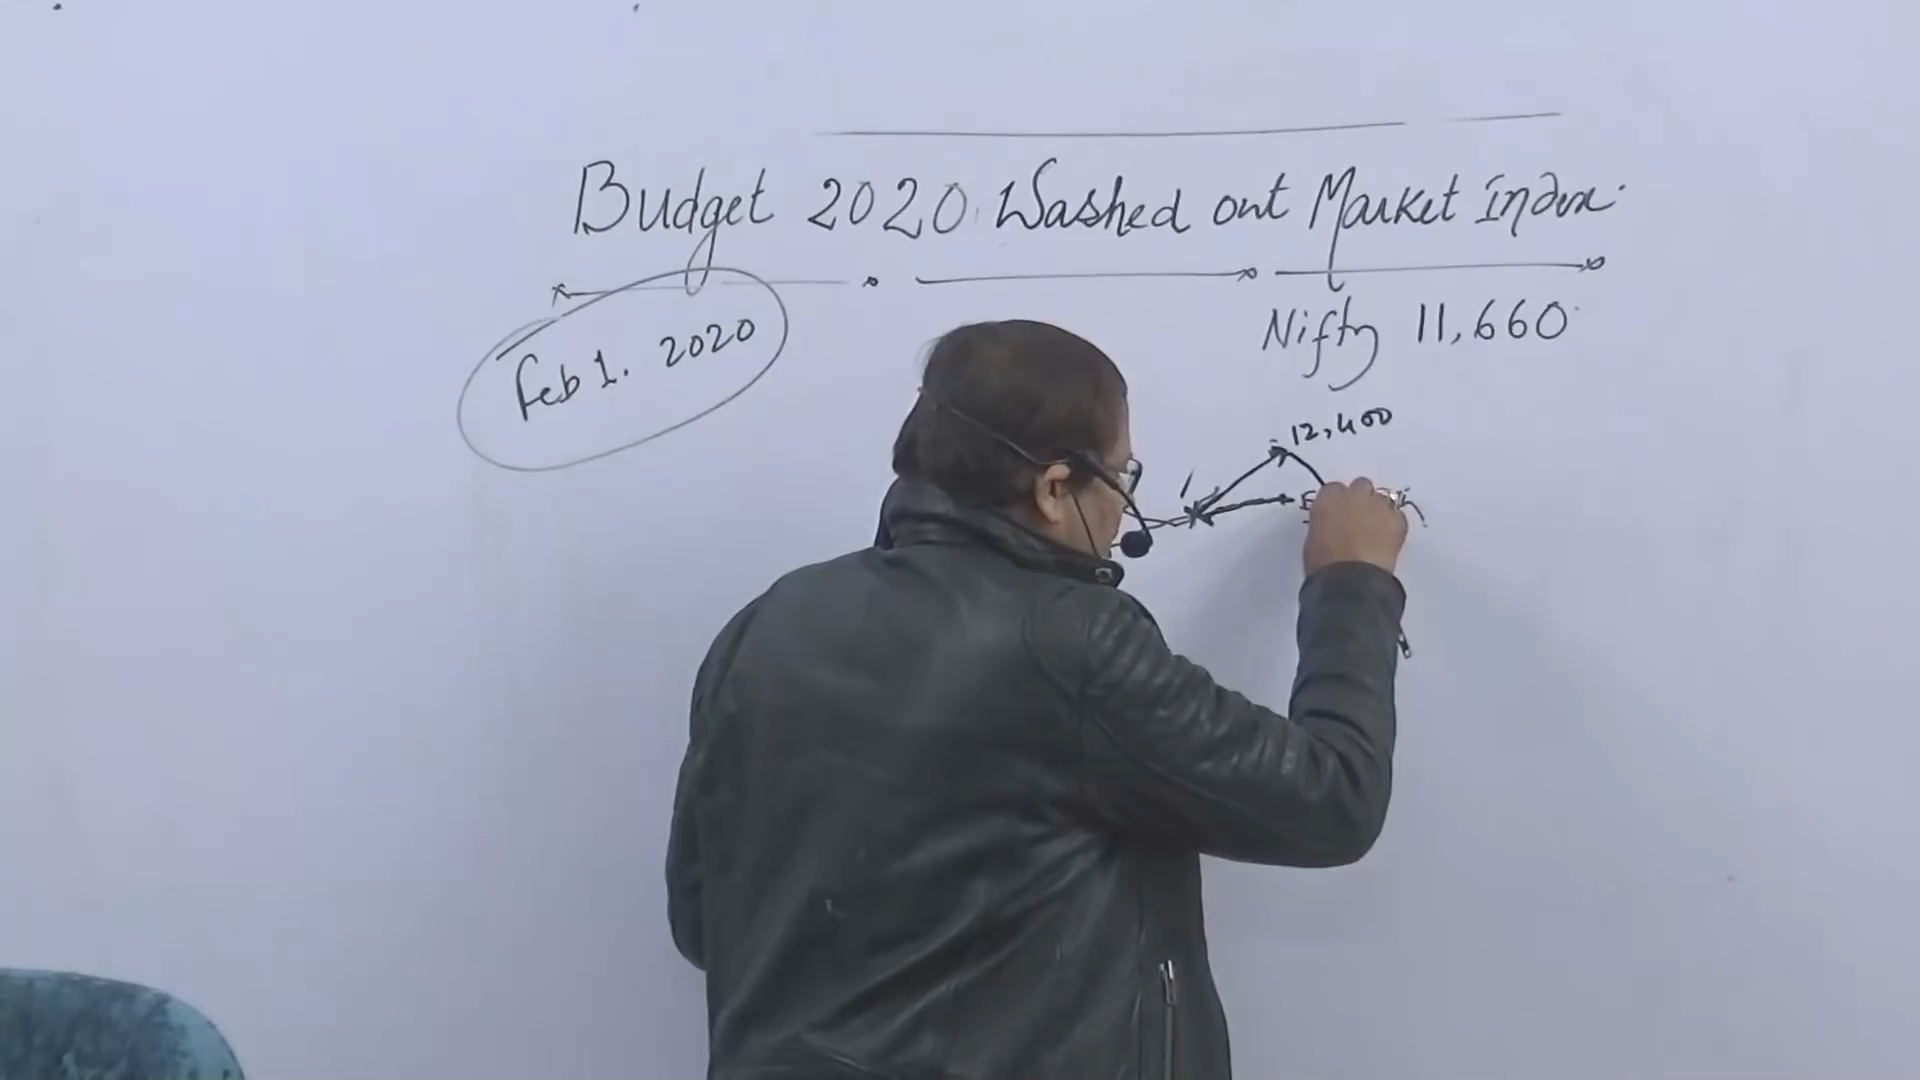 Budget 2020 Washed out Market Index.
Feb 1. 2020
Nifty 11,660
12,400